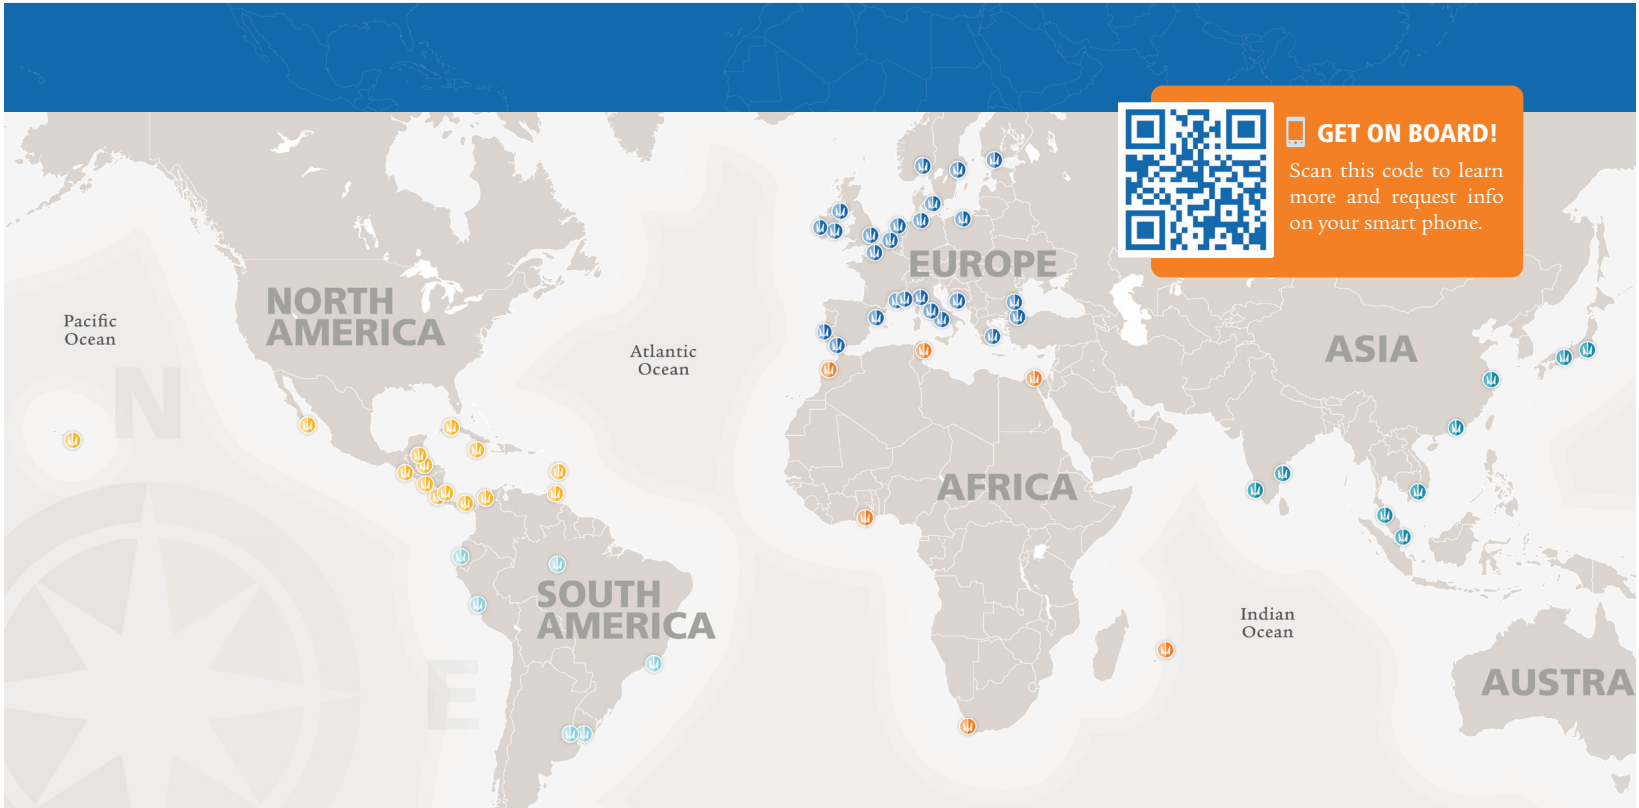 GET ON BOARD!
Scan this code to learn
more and request info
on your smart phone.
EUROPE
NORTH
AMERICA
Pacific
Ocean
Atlantic
Ocean
ASIA
N
AFRICA
SOUTH
AMERICA
Indian
Ocean
E
AUSTRA